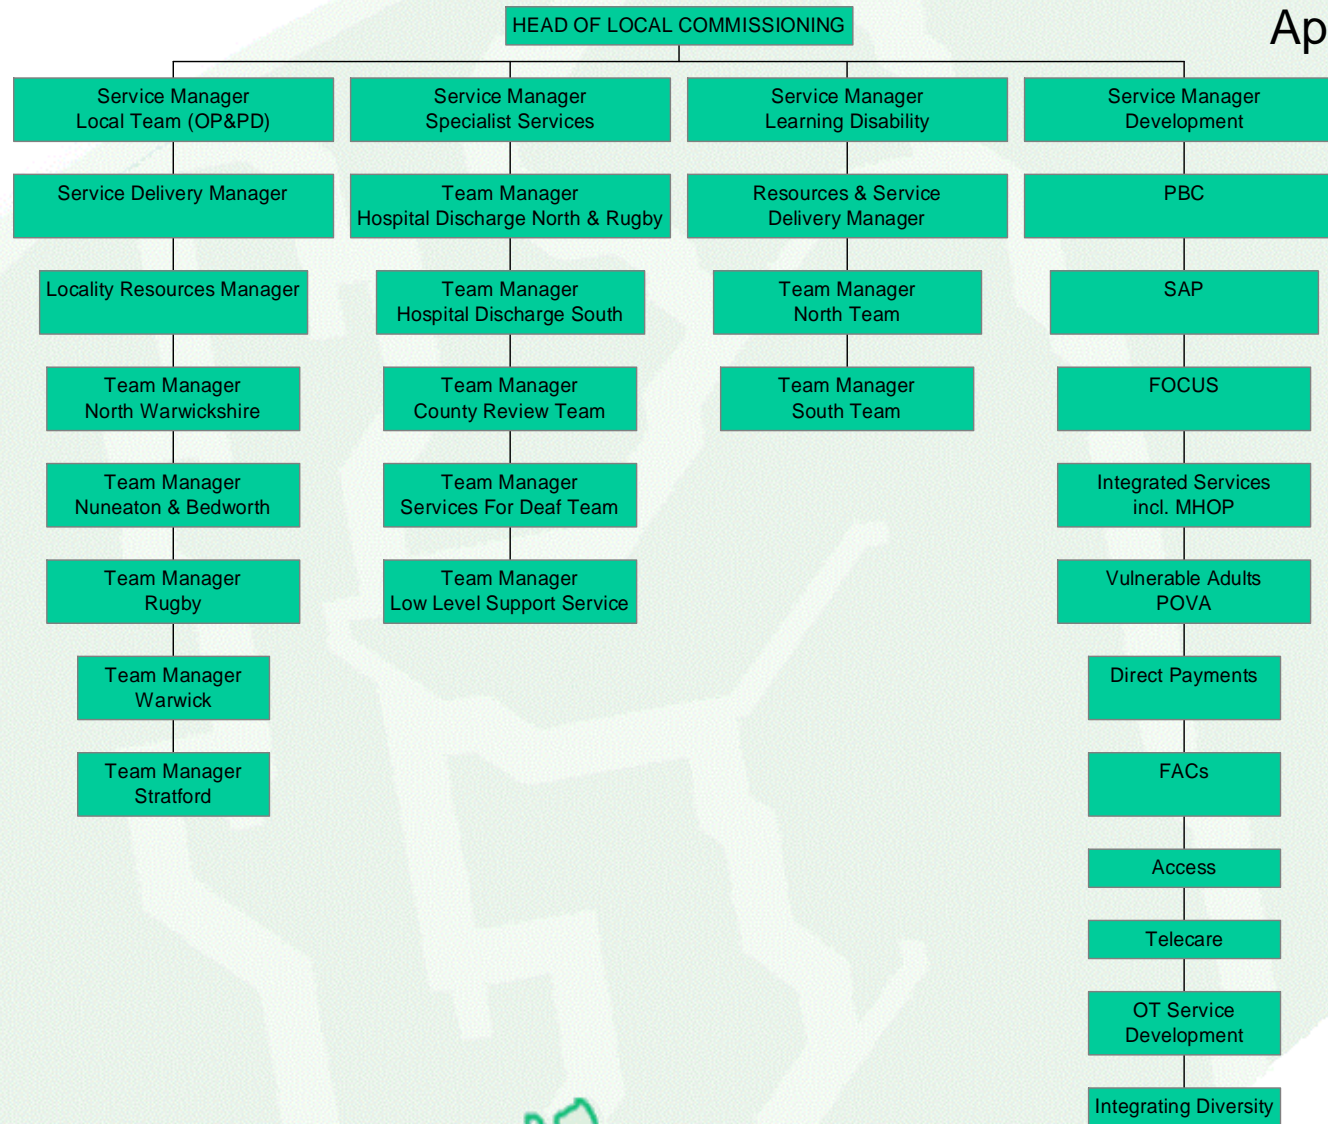 HEAD OF LOCAL COMMISSIONING
Ap
Service Manager
Local Team (OP&PD)
Service Delivery Manager
Locality Resources Manager
Team Manager
North Warwickshire
Team Manager
Nuneaton & Bedworth
Team Manager
Rugby
Team Manager
Warwick
Team Manager
Stratford
Service Manager
Specialist Services
Team Manager
Hospital Discharge North & Rugby
Team Manager
Hospital Discharge South
Team Manager
County Review Team
Team Manager
Services For Deaf Team
Team Manager
Low Level Support Service
Service Manager
Learning Disability
Resources & Service
Delivery Manager
Team Manager
North Team
Team Manager
South Team
Service Manager
Development
PBC
SAP
FOCUS
Integrated Services
incl. MHOP
Vulnerable Adults
POVA
Direct Payments
FACs
Access
Telecare
OT Service
Development
Integrating Diversity